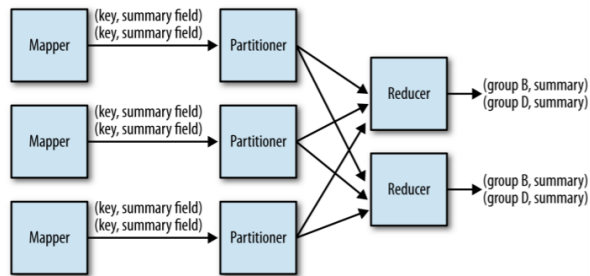 (key, summary field)
(key, summary field)
Mapper
Partitioner
Reducer
(group B, summary)
(group D, summary)
(key, summary field)
(key, summary field)
Mapper
Partitioner
Reducer
(group B, summary)
(group D, summary)
(key, summary field)
(key, summary field)
Mapper
Partitioner